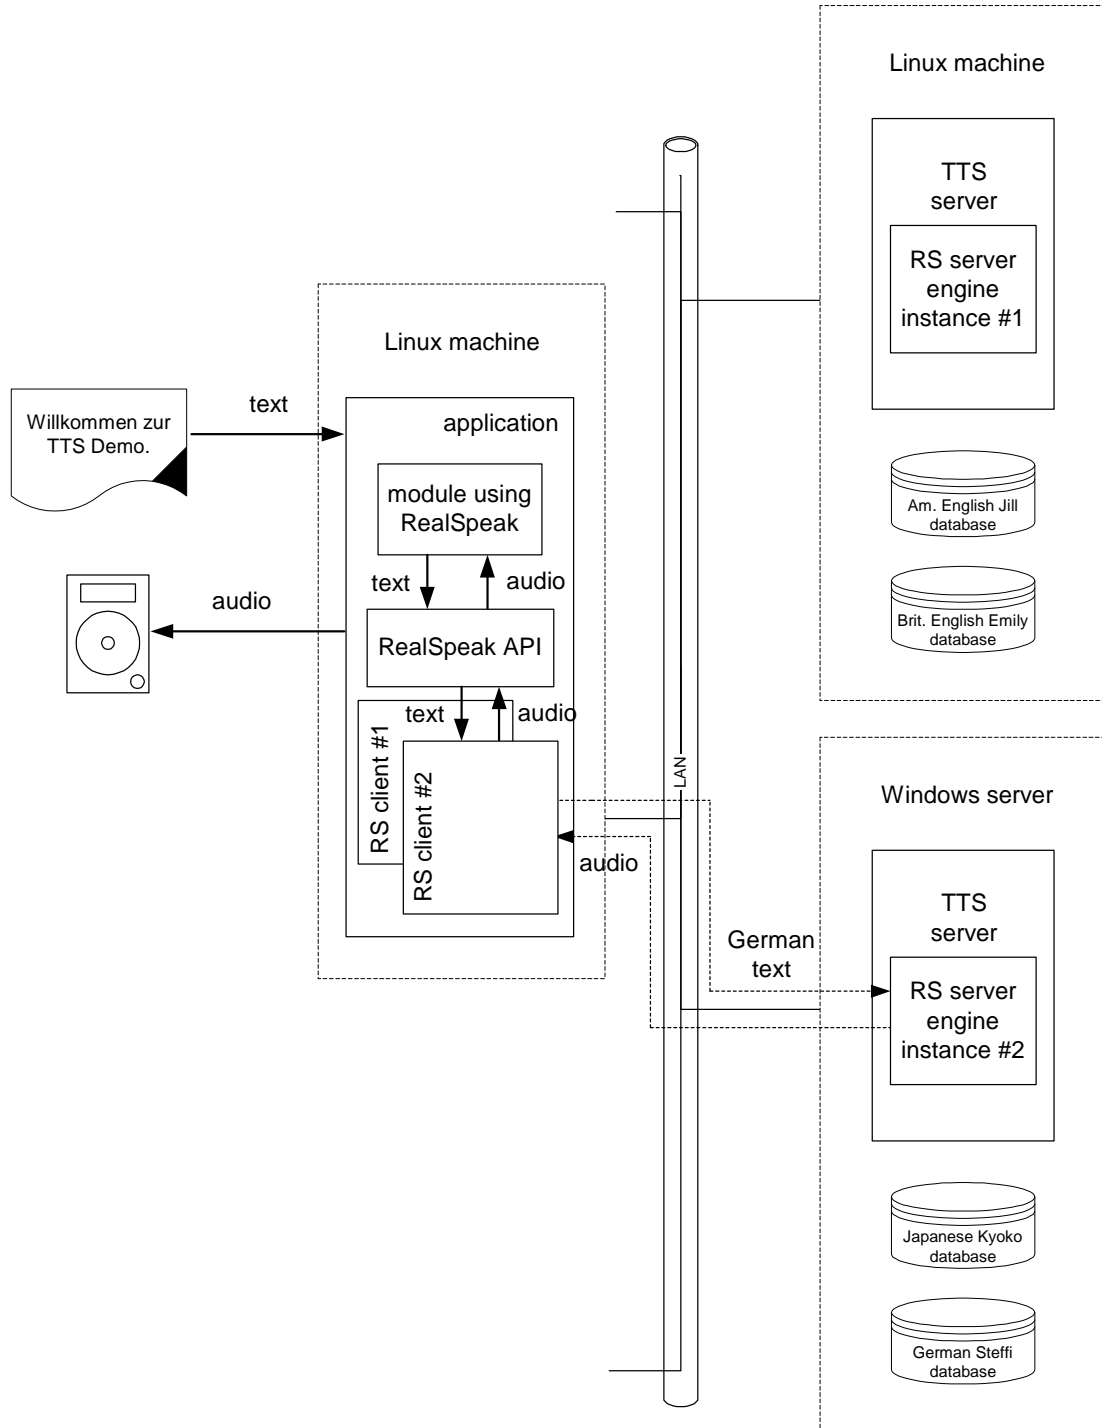 Linux machine
TTS
server
RS server
engine
instance #1
Am. English Jill
database
Brit. English Emily
database
Linux machine
Willkommen zur
TTS Demo.
text
application
module using
RealSpeak
text
audio
audio
RealSpeak API
text
audio
RS client #1
RS client #2
LAN
audio
German
text
Windows server
TTS
server
RS server
engine
instance #2
Japanese Kyoko
database
German Steffi
database